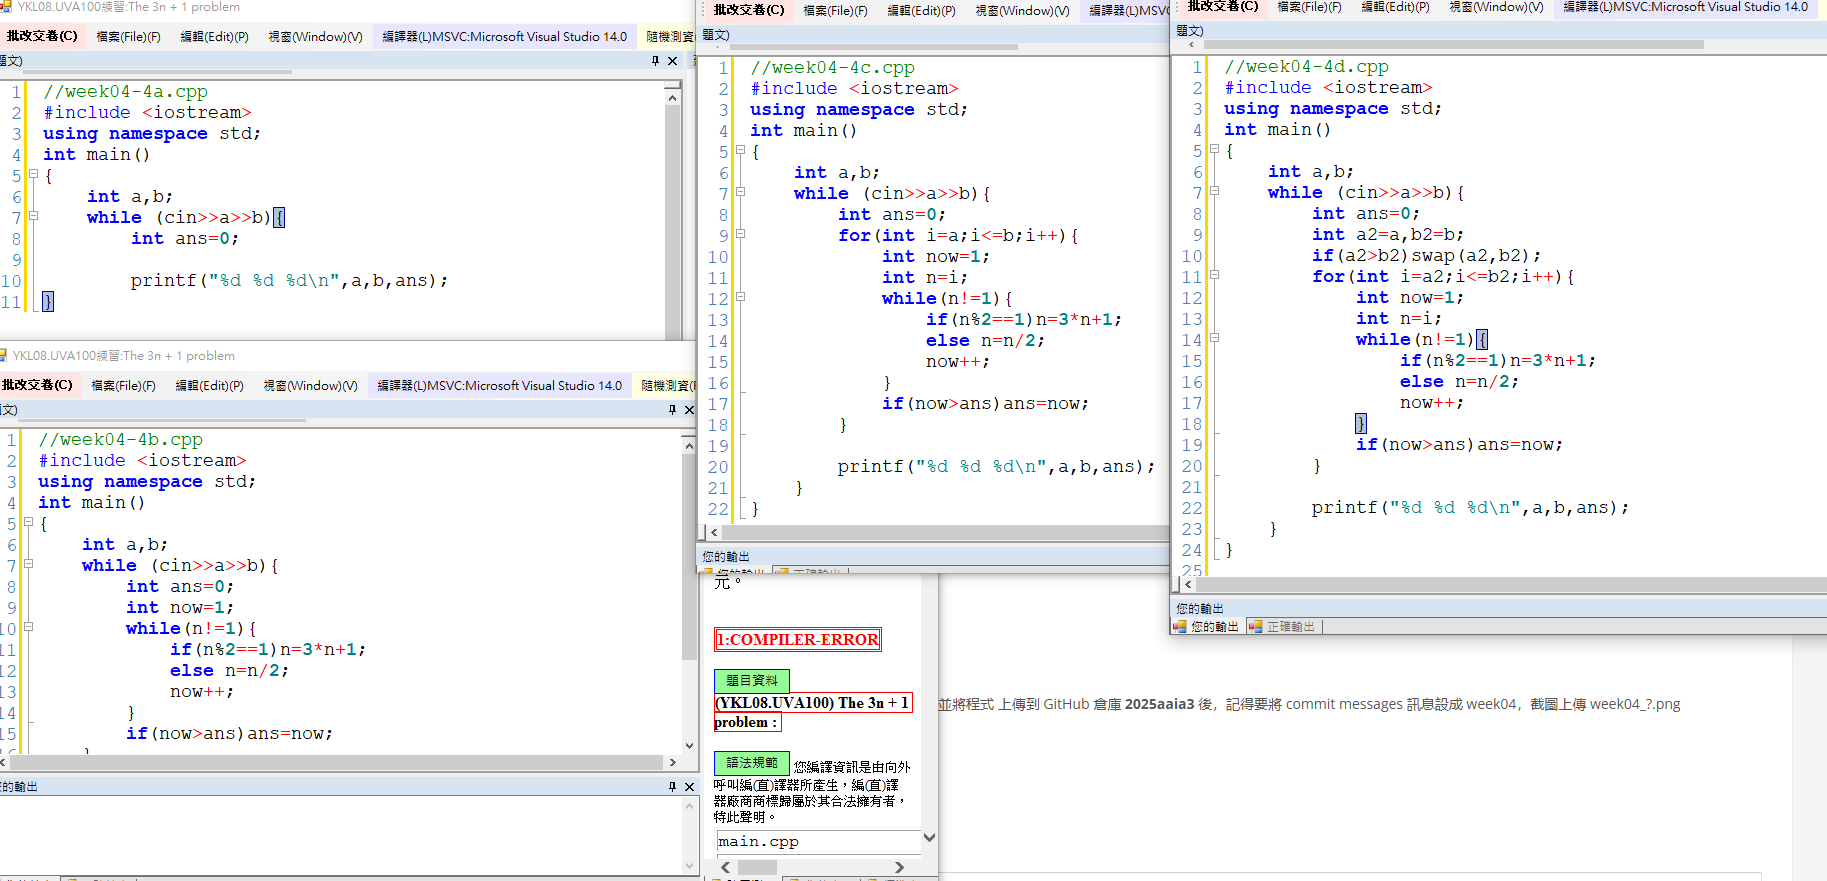 YKL08.UVA100練習:The 3n + 1 problem
批改交卷(C) 檔案(File)(F) 編輯(Edit)(P) 視窗(Window)(V) 編譯器(L)MSVC:Microsoft Visual Studio 14.0 隨機測資(
題文)
1 //week04-4a.cpp
2 #include <iostream>
3 using namespace std;
4 int main()
5 {
6 int a,b;
7 while (cin>>a>>b){
8 int ans=0;
9
10 printf("%d %d %d\n",a,b,ans);
11 }
YKL08.UVA100練習:The 3n + 1 problem
批改交卷(C) 檔案(File)(F) 編輯(Edit)(P) 視窗(Window)(V) 編譯器(L)MSVC:Microsoft Visual Studio 14.0 隨機測資(
題文)
1 //week04-4b.cpp
2 #include <iostream>
3 using namespace std;
4 int main()
5 {
6 int a,b;
7 while (cin>>a>>b){
8 int ans=0;
9 int now=1;
10 while(n!=1){
11 if(n%2==1)n=3*n+1;
12 else n=n/2;
13 now++;
14 }
15 if(now>ans)ans=now;
您的輸出
批改交卷(C) 檔案(File)(F) 編輯(Edit)(P) 視窗(Window)(V) 編譯器(L)MSVC
題文)
1 //week04-4c.cpp
2 #include <iostream>
3 using namespace std;
4 int main()
5 {
6 int a,b;
7 while (cin>>a>>b){
8 int ans=0;
9 for(int i=a;i<=b;i++){
10 int now=1;
11 int n=i;
12 while(n!=1){
13 if(n%2==1)n=3*n+1;
14 else n=n/2;
15 now++;
16 }
17 if(now>ans)ans=now;
18 }
19
20 printf("%d %d %d\n",a,b,ans);
21 }
22 }
您的輸出
您的輸出 正確輸出
元。
1:COMPILER-ERROR
題目資料
(YKL08.UVA100) The 3n + 1
problem :
語法規範 您編譯資訊是由向外
呼叫編(直)譯器所產生，編(直)譯
器廠商商標歸屬於其合法擁有者，
特此聲明。
main.cpp
批改交卷(C) 檔案(File)(F) 編輯(Edit)(P) 視窗(Window)(V) 編譯器(L)MSVC:Microsoft Visual Studio 14.0
題文)
1 //week04-4d.cpp
2 #include <iostream>
3 using namespace std;
4 int main()
5 {
6 int a,b;
7 while (cin>>a>>b){
8 int ans=0;
9 int a2=a,b2=b;
10 if(a2>b2)swap(a2,b2);
11 for(int i=a2;i<=b2;i++){
12 int now=1;
13 int n=i;
14 while(n!=1){
15 if(n%2==1)n=3*n+1;
16 else n=n/2;
17 now++;
18 }
19 if(now>ans)ans=now;
20 }
21
22 printf("%d %d %d\n",a,b,ans);
23 }
24 }
25
您的輸出
您的輸出 正確輸出
並將程式 上傳到 GitHub 倉庫 2025aaia3 後，記得要將 commit messages 訊息設成 week04，截圖上傳 week04_?.png